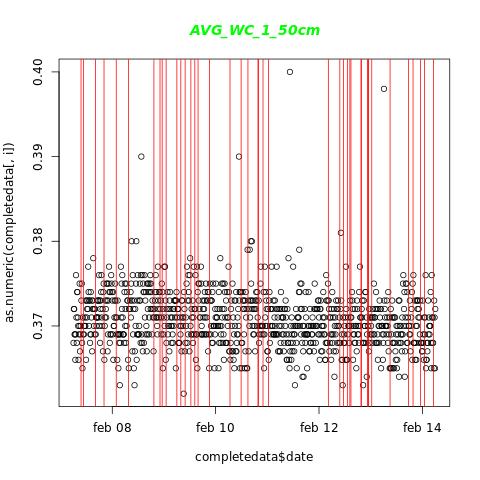 AVG_WC_1_50cm
as.numeric(completedata[, i])
0.40
0.39
0.38
0.37
feb 08
feb 10
feb 12
feb 14
completedata$date